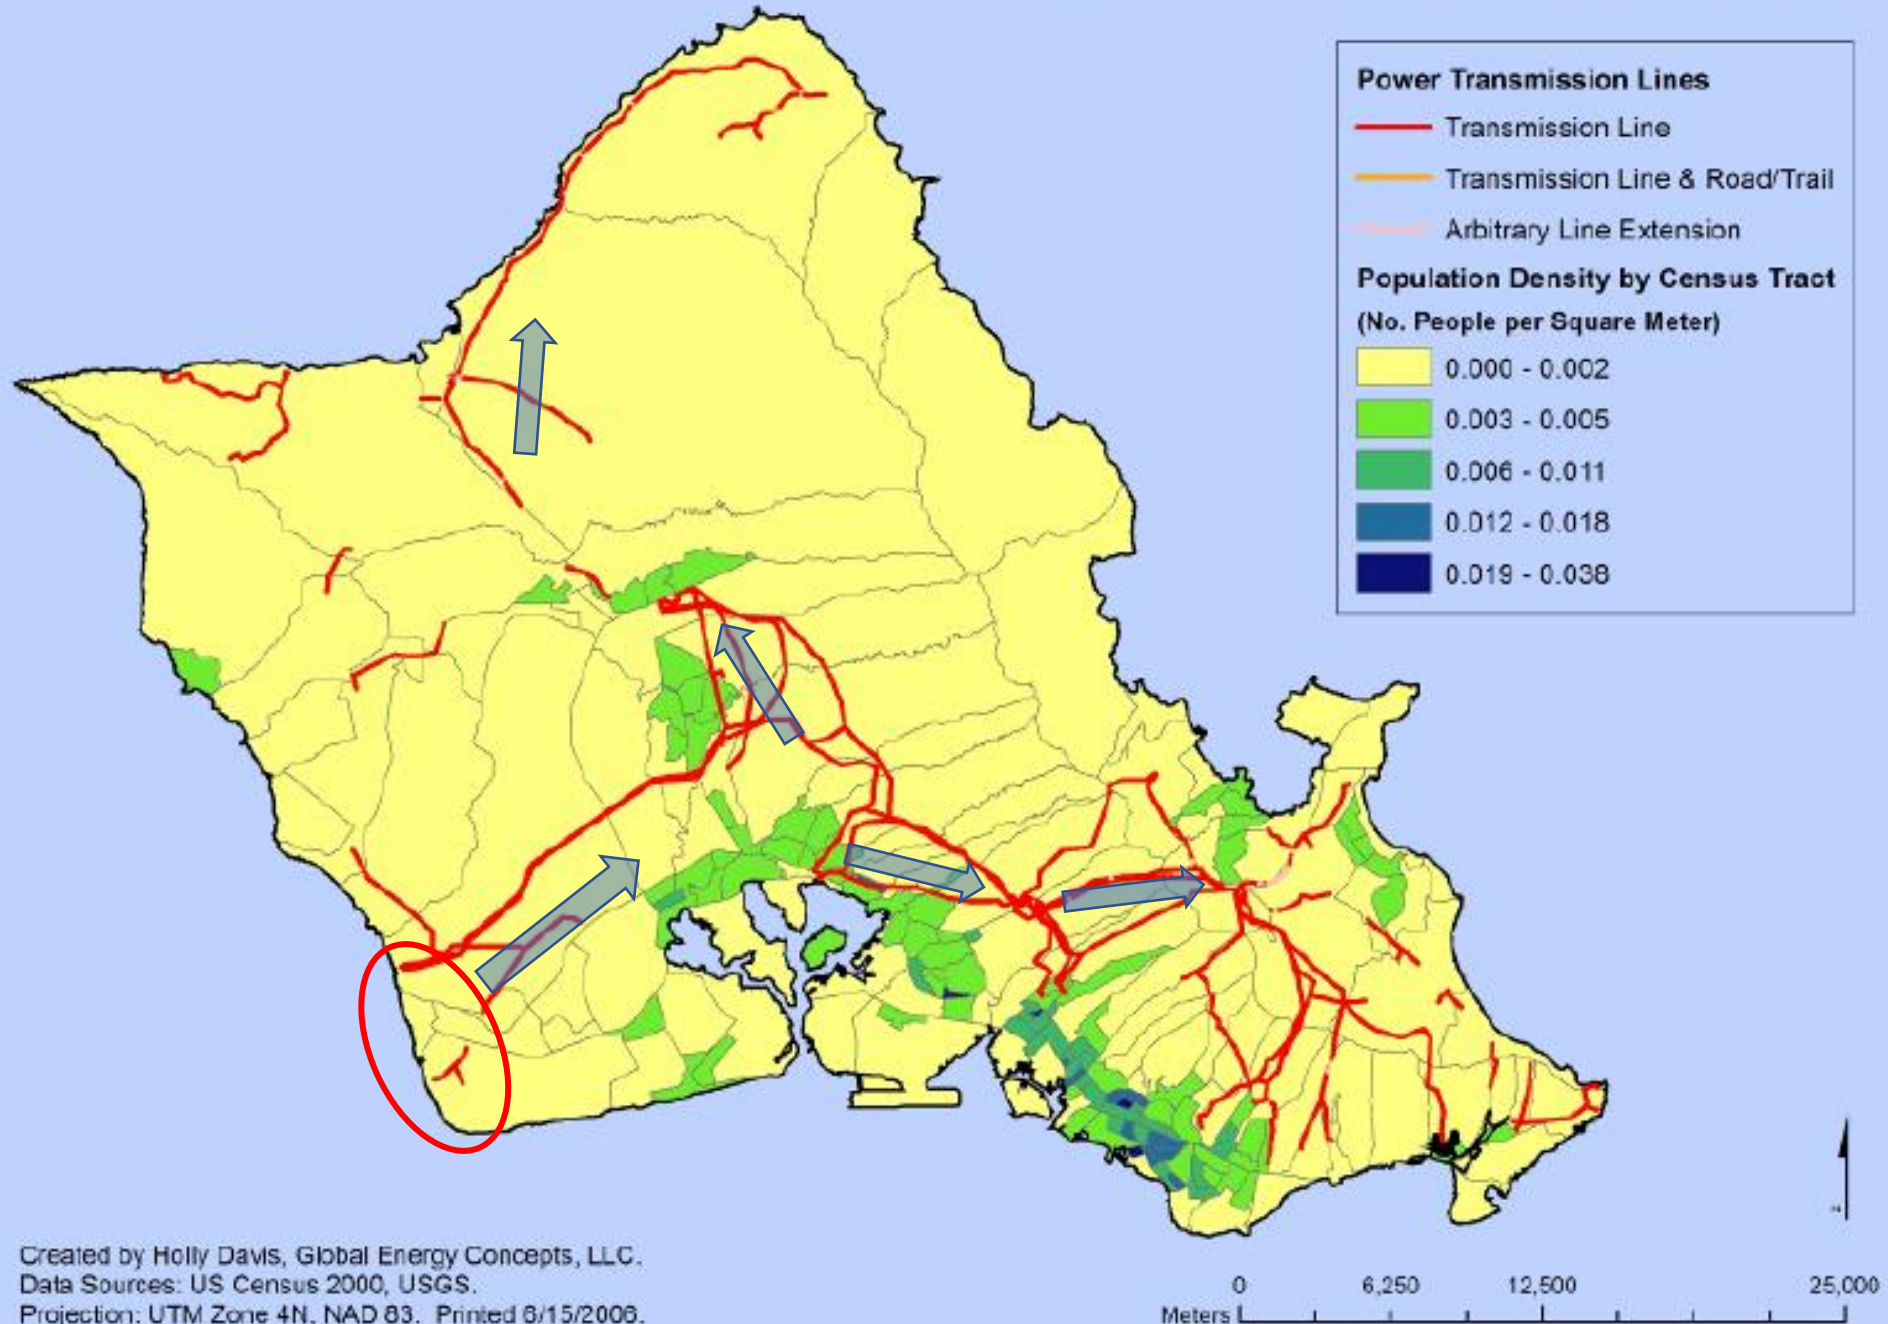 Power Transmission Lines
Transmission Line
Transmission Line & Road/Trail
Arbitrary Line Extension
Population Density by Census Tract
(No. People per Square Meter)
0.000 - 0.002
0.003 - 0.005
0.006 - 0.011
0.012 - 0.018
0.019 - 0.038
Created by Holly Davis, Global Energy Concepts, LLC.
Data Sources: US Census 2000, USGS.
Projection: UTM Zone 4N, NAD 83. Printed 6/15/2006.
0 6,250 12,500 25,000
Meters